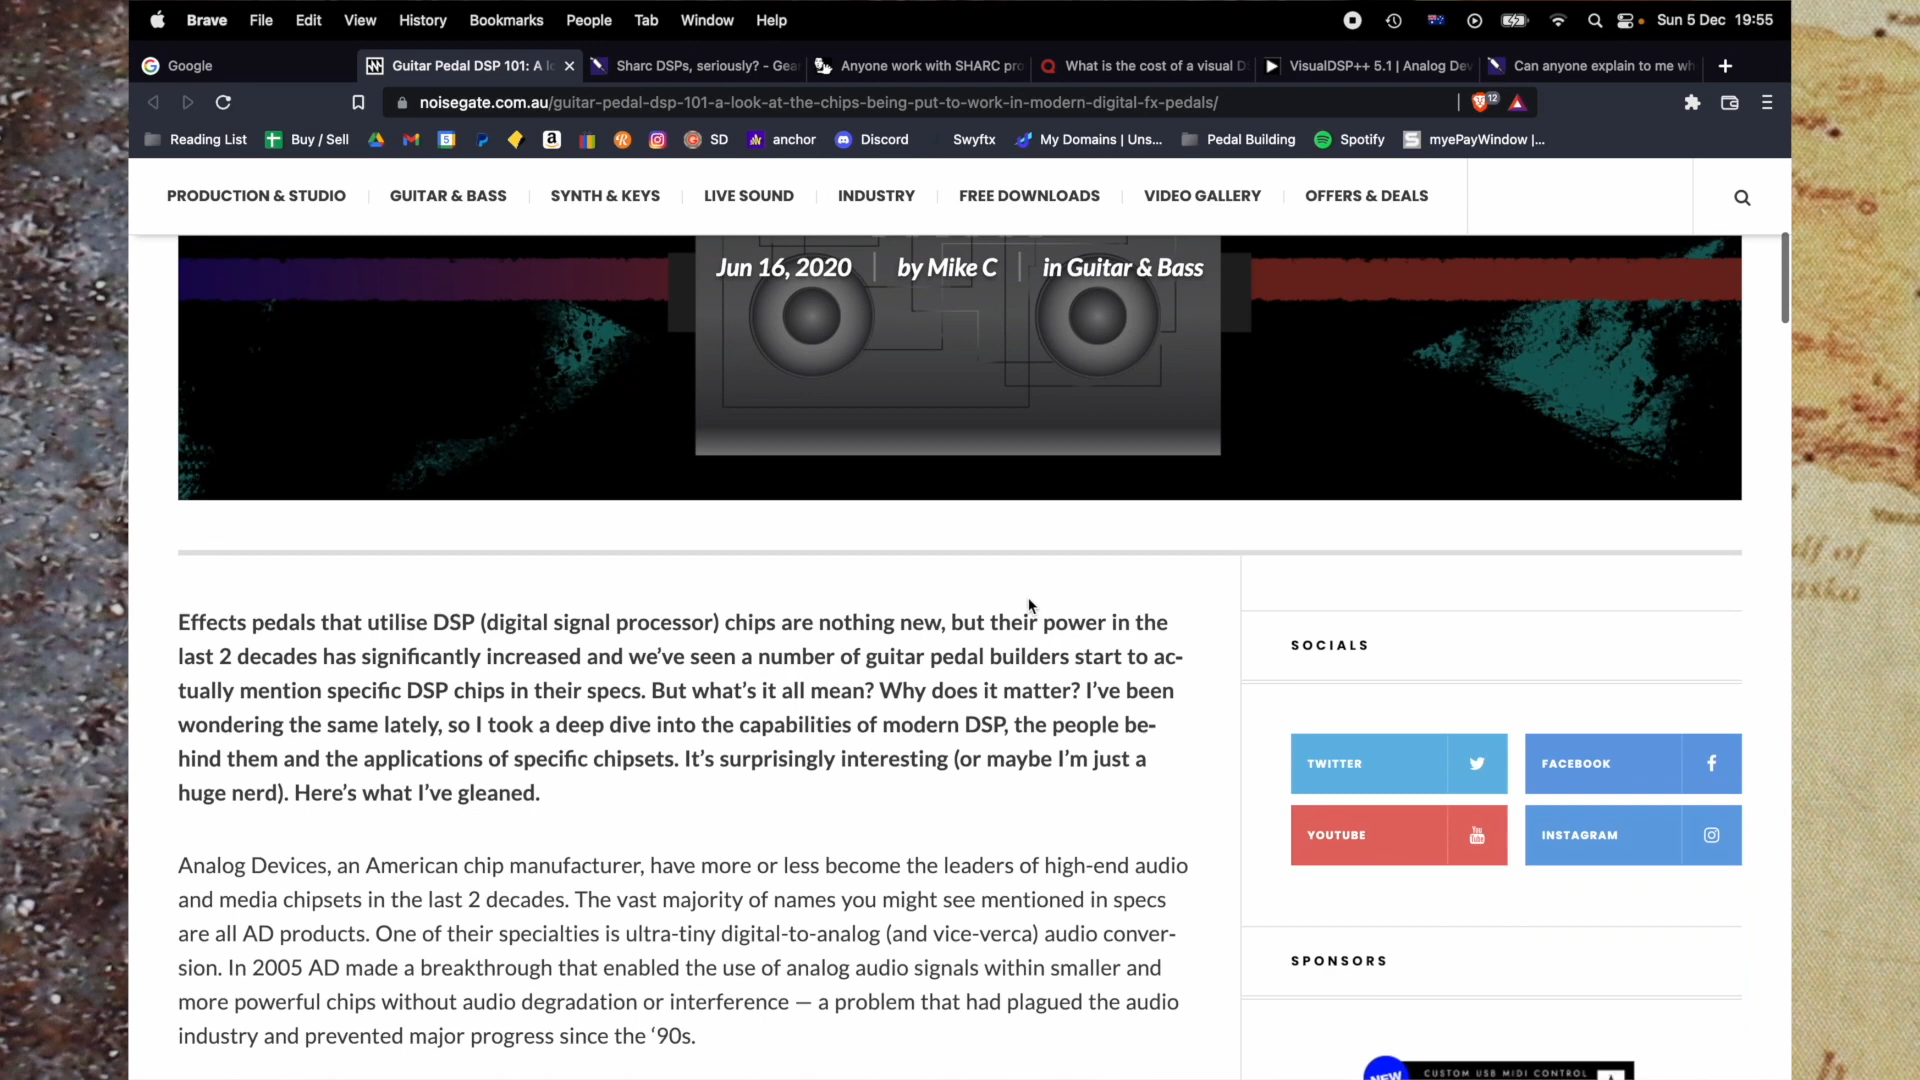 Brave File Edit View History Bookmarks People Tab Window Help Sun 5 Dec 19:55
Google Guitar Pedal DSP 101: A lo Sharc DSPs, seriously? - Gea Anyone work with SHARC pro What is the cost of a visual D VisualDSP++ 5.1 | Analog Dev Can anyone explain to me wh
noisegate.com.au/guitar-pedal-dsp-101-a-look-at-the-chips-being-put-to-work-in-modern-digital-fx-pedals/ 12
Reading List Buy / Sell 5 SD anchor Discord Swyftx My Domains | Uns... Pedal Building Spotify myePayWindow |...
PRODUCTION & STUDIO GUITAR & BASS SYNTH & KEYS LIVE SOUND INDUSTRY FREE DOWNLOADS VIDEO GALLERY OFFERS & DEALS
Jun 16, 2020 by Mike C in Guitar & Bass
Effects pedals that utilise DSP (digital signal processor) chips are nothing new, but their power in the
last 2 decades has significantly increased and we’ve seen a number of guitar pedal builders start to ac-
tually mention specific DSP chips in their specs. But what’s it all mean? Why does it matter? I’ve been
wondering the same lately, so I took a deep dive into the capabilities of modern DSP, the people be-
hind them and the applications of specific chipsets. It’s surprisingly interesting (or maybe I’m just a
huge nerd). Here’s what I’ve gleaned.
Analog Devices, an American chip manufacturer, have more or less become the leaders of high-end audio
and media chipsets in the last 2 decades. The vast majority of names you might see mentioned in specs
are all AD products. One of their specialties is ultra-tiny digital-to-analog (and vice-verca) audio conver-
sion. In 2005 AD made a breakthrough that enabled the use of analog audio signals within smaller and
more powerful chips without audio degradation or interference — a problem that had plagued the audio
industry and prevented major progress since the ‘90s.
SOCIALS
TWITTER FACEBOOK
YOUTUBE You Tube INSTAGRAM
SPONSORS
NEW CUSTOM USB MIDI CONTROL